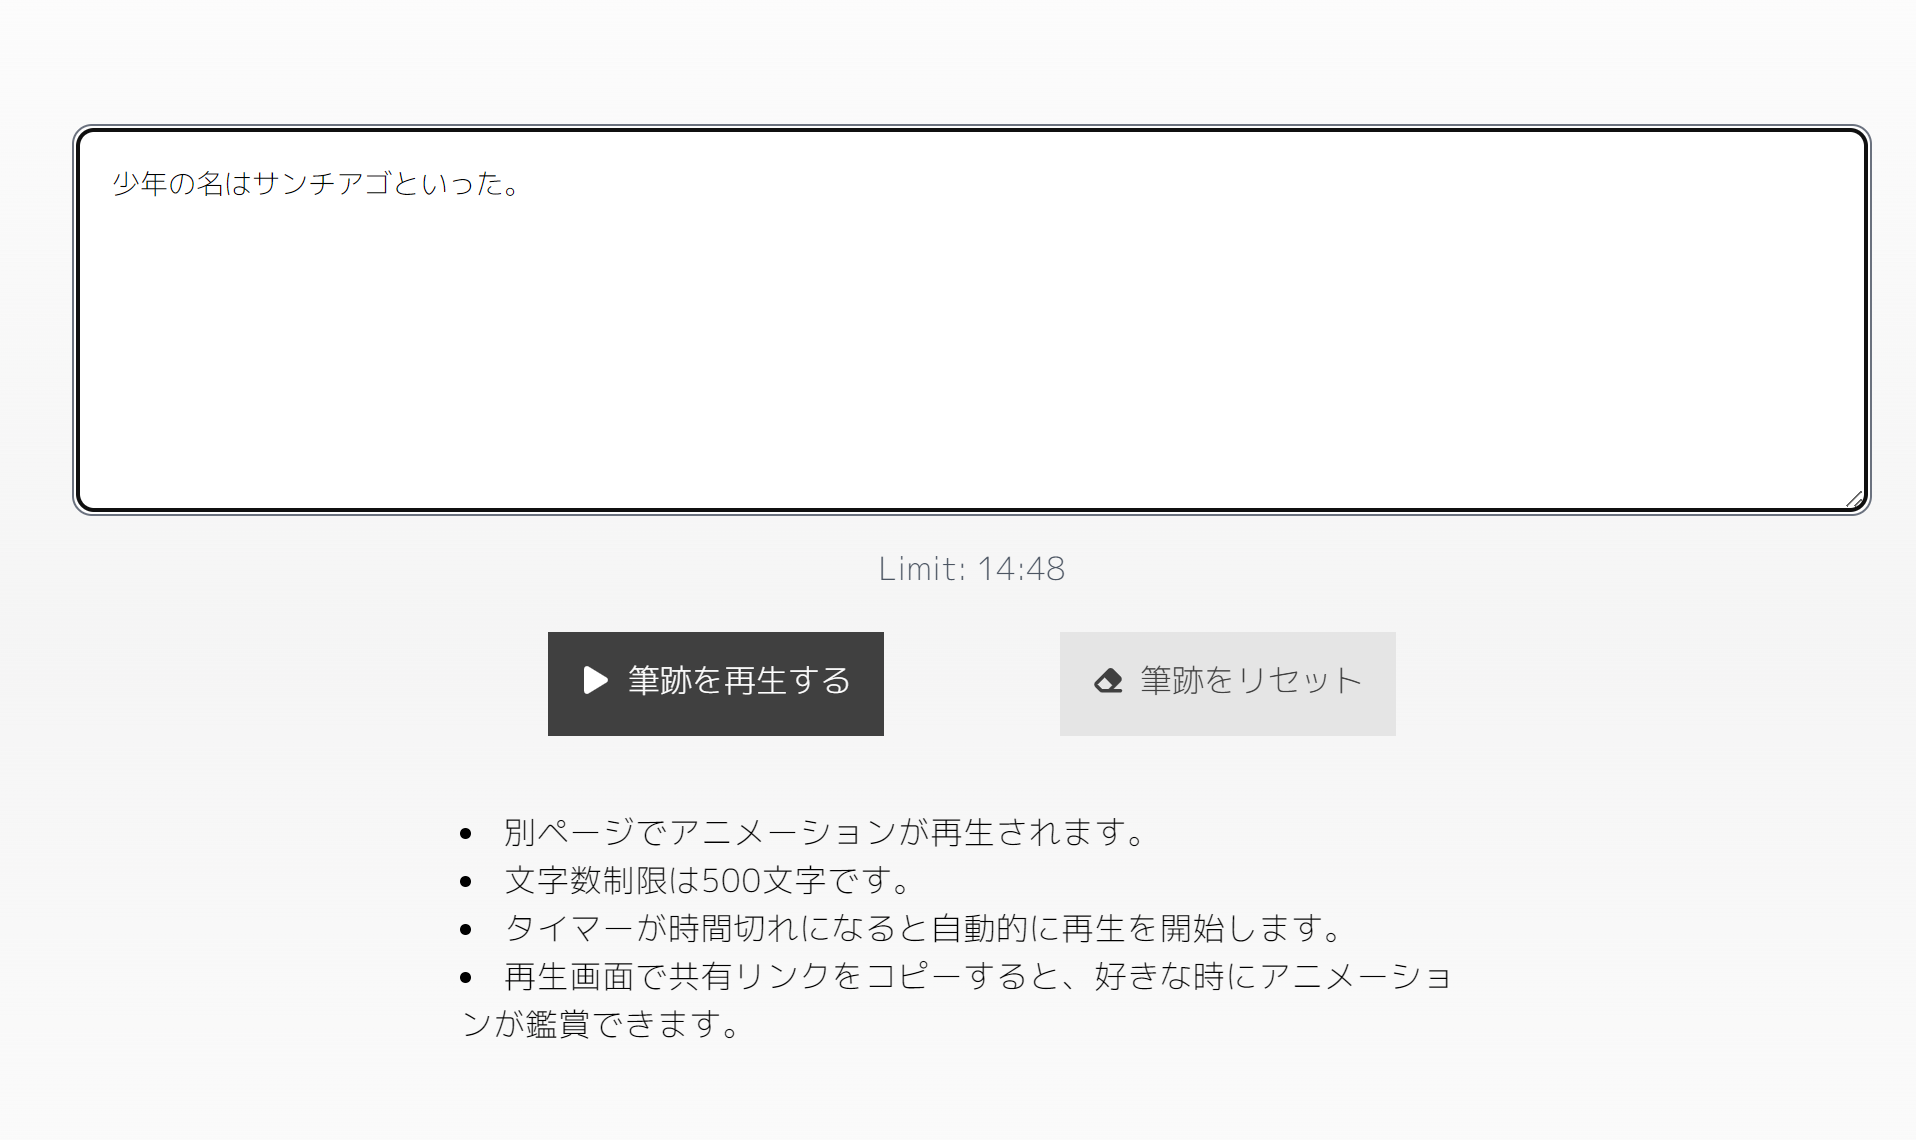 少年の名はサンチアゴといった。
Limit: 14:48
筆跡を再生する
筆跡をリセット
別ページでアニメーションが再生されます。
文字数制限は500文字です。
タイマーが時間切れになると自動的に再生を開始します。
再生画面で共有リンクをコピーすると、好きな時にアニメーショ
ンが鑑賞できます。